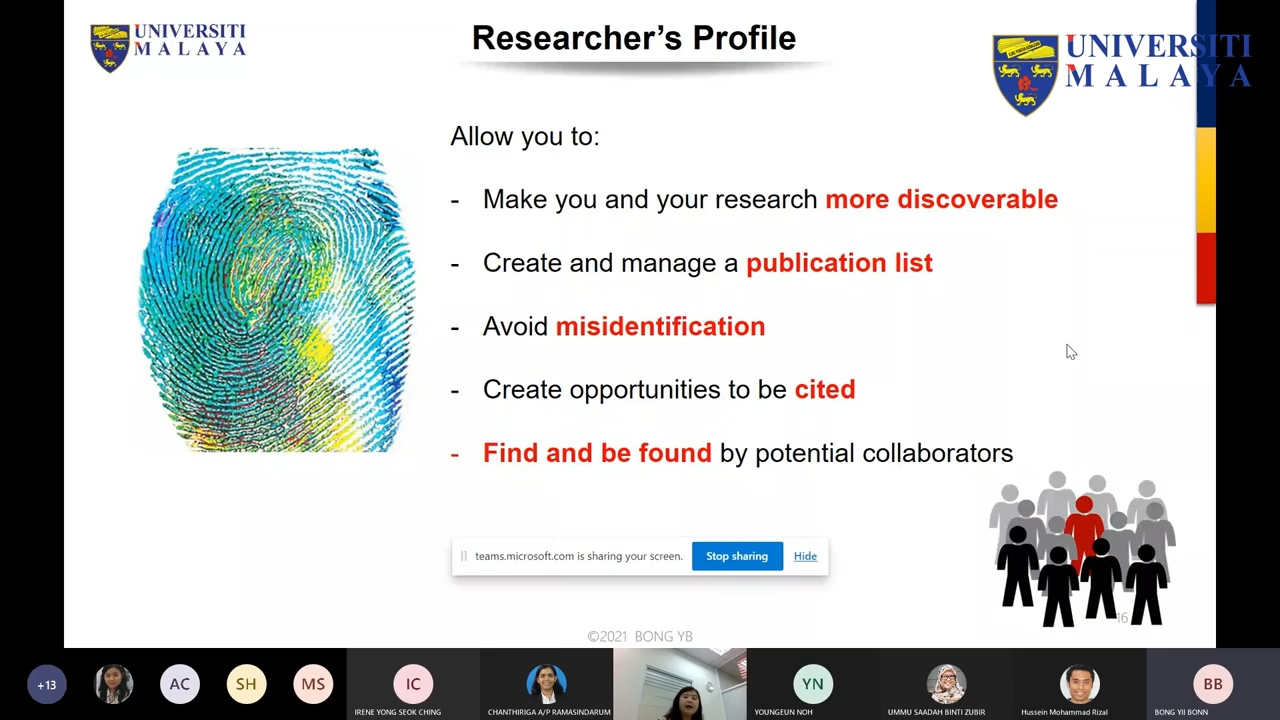 UNIVERSITI
MALAYA
Researcher's Profile
UNIVERSITI
MALAYA
Allow you to:
- Make you and your research more discoverable
- Create and manage a publication list
- Avoid misidentification
- Create opportunities to be cited
- Find and be found by potential collaborators
teams.microsoft.com is sharing your screen. Stop sharing Hide
16
©2021 BONG YB
+13
AC
SH
MS
IC
YN
BB
IRENE YONG SEOK CHING
CHANTHIRIGA A/P RAMASINDARUM
YOUNGEUN NOH
UMMU SAADAH BINTI ZUBIR
Hussein Mohammad Rizal
BONG YII BONN